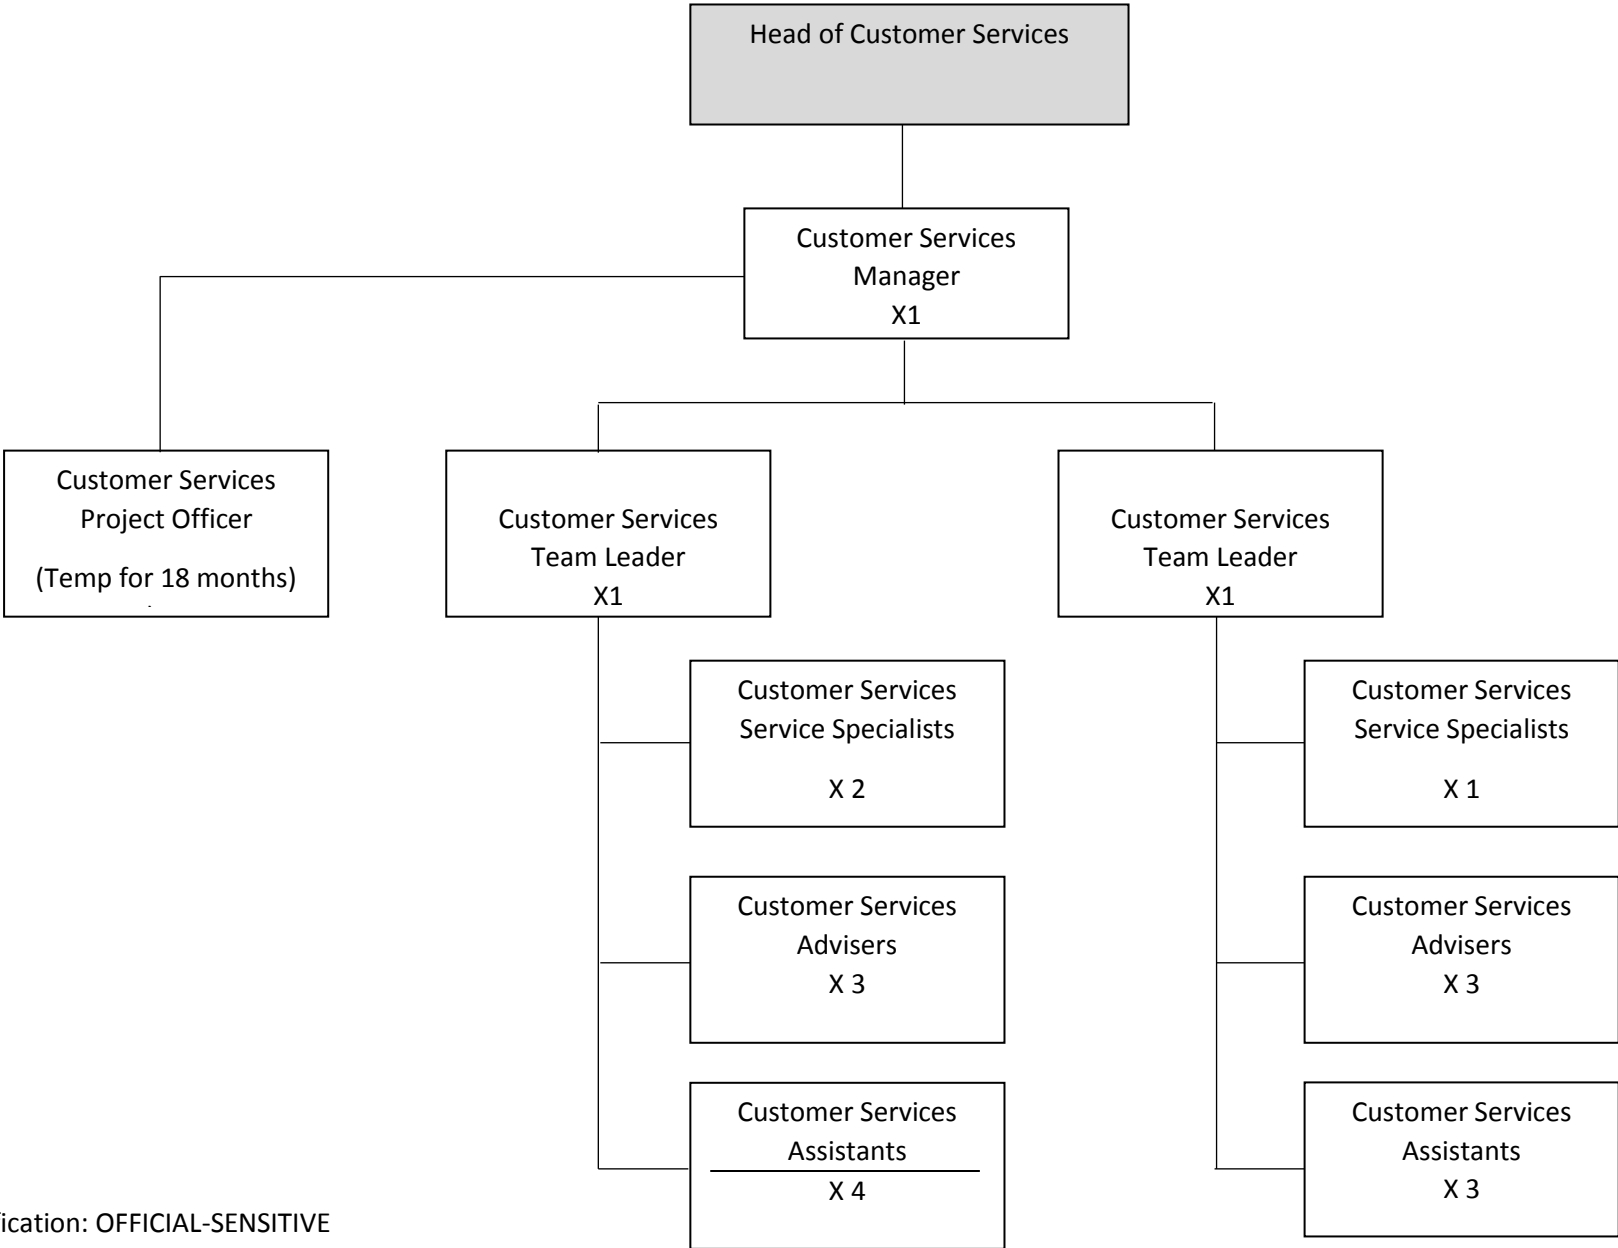 Head of Customer Services
Customer Services
Manager
X1
Customer Services
Project Officer
(Temp for 18 months)
Customer Services
Team Leader
X1
Customer Services
Team Leader
X1
Customer Services
Service Specialists
X 2
Customer Services
Service Specialists
X 1
Customer Services
Advisers
X 3
Customer Services
Advisers
X 3
Customer Services
Assistants
X 4
Customer Services
Assistants
X 3
fication: OFFICIAL-SENSITIVE